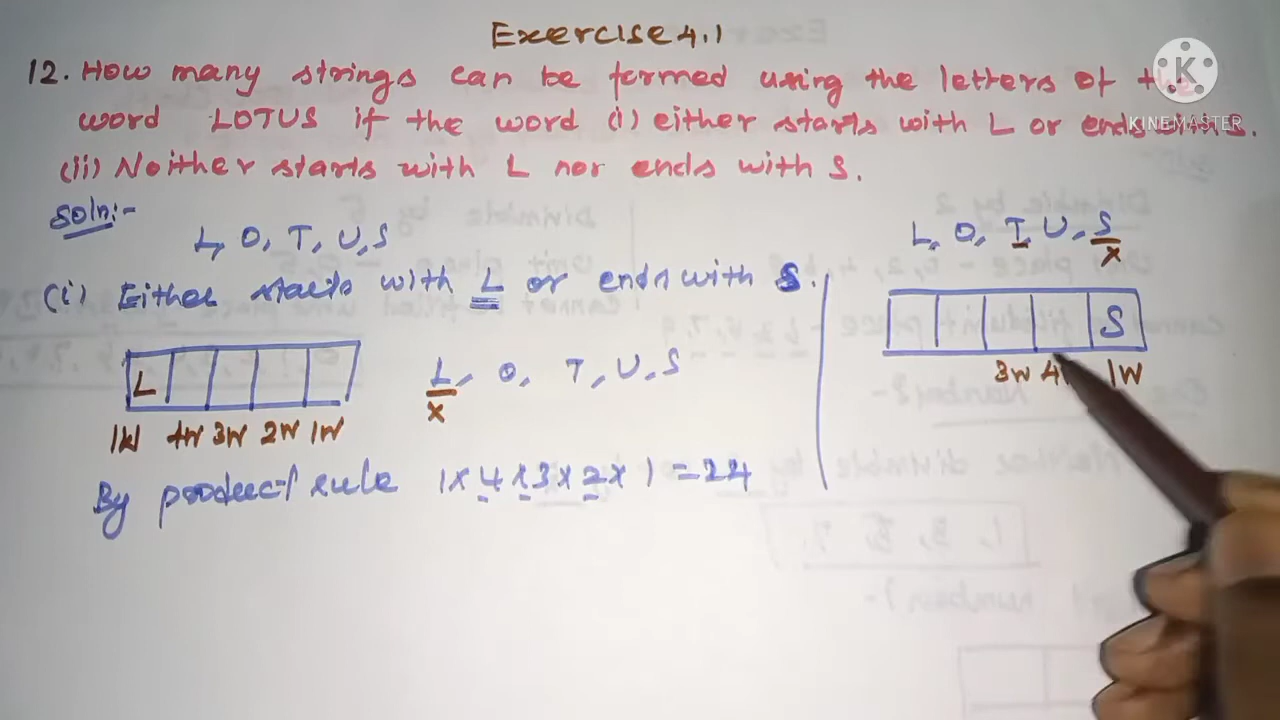 Exercise 4.1
12. How many strings can be formed using the letters of the
word LOTUS if the word (i) either starts with L or ends with S.
(ii) Neither starts with L nor ends with S.
Soln:-
L, O, T, U, S
(i) Either starts with L or ends with S.
L
L, O, T, U, S
x
1W 4W 3W 2W 1W
By product rule 1x 4 x 3 x 2 x 1 = 24
L, O, T, U, S
x
S
3W 4W 1W
K
KINEMASTER